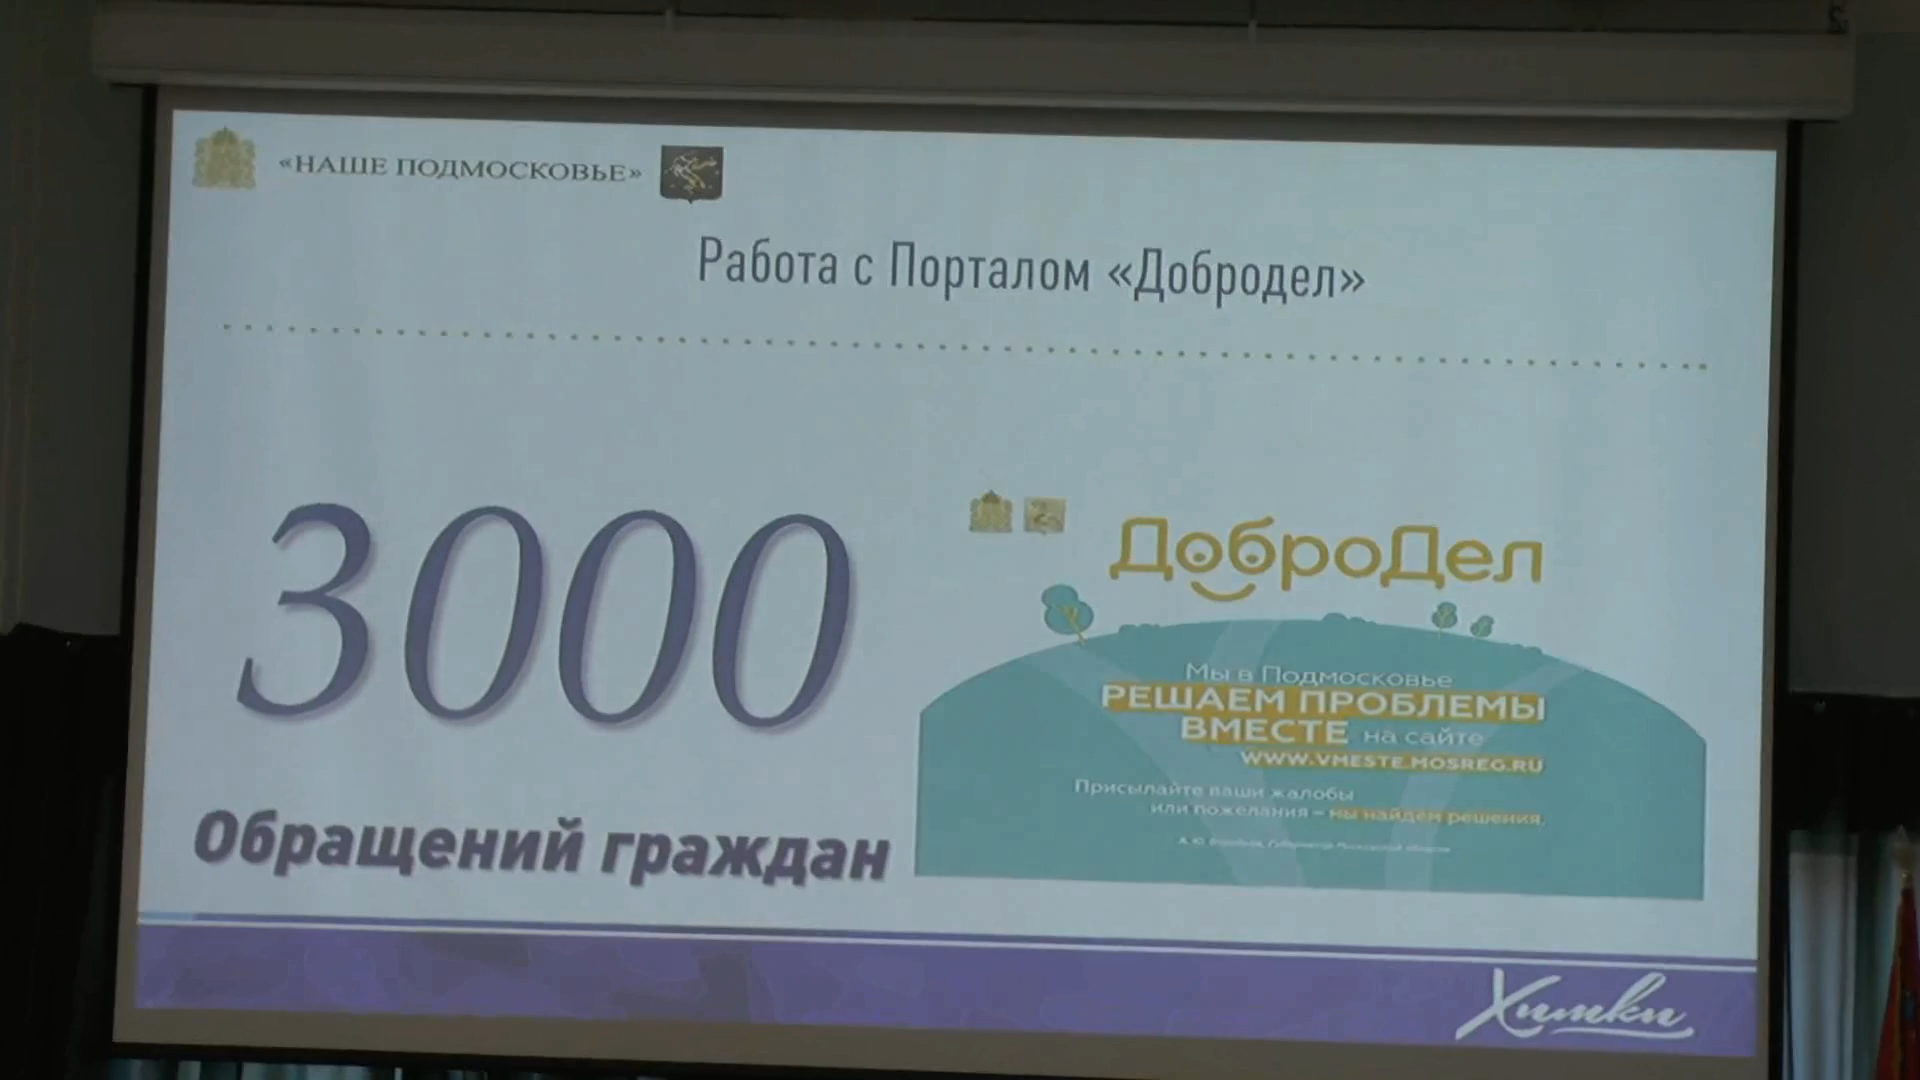 «НАШЕ ПОДМОСКОВЬЕ»
Работа с Порталом «Добродел»
3000
Обращений граждан
ДоброДел
Мы в Подмосковье
РЕШАЕМ ПРОБЛЕМЫ
ВМЕСТЕ на сайте
WWW.VMESTE.MOSREG.RU
Присылайте ваши жалобы
или пожелания – мы найдем решения.
Химки